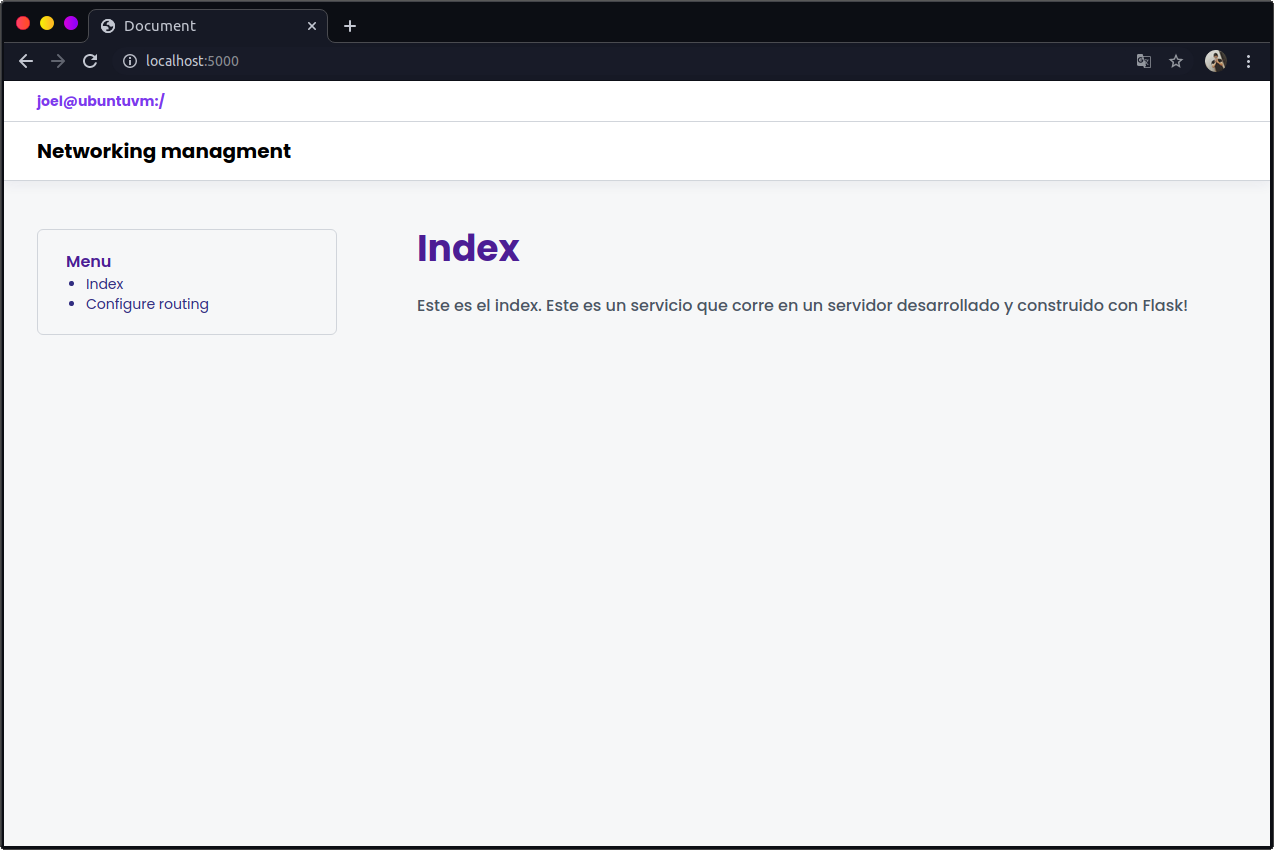 Document
localhost:5000
joel@ubuntuvm:/
Networking managment
Menu
Index
Configure routing
Index
Este es el index. Este es un servicio que corre en un servidor desarrollado y construido con Flask!